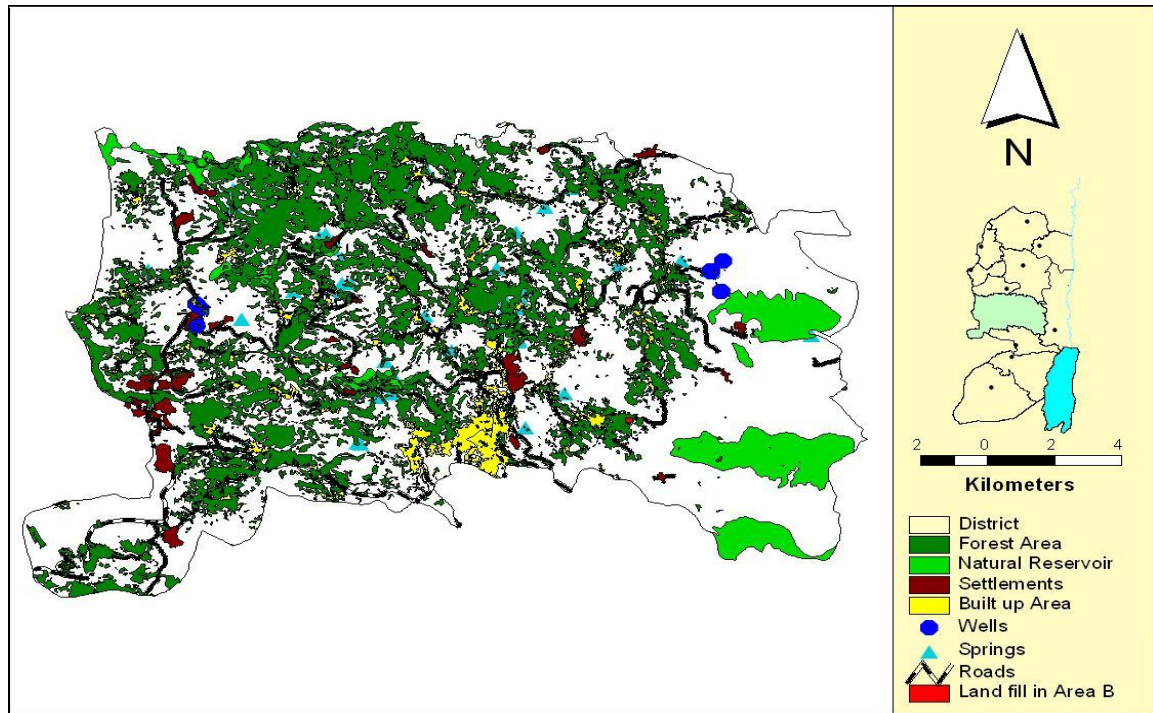 N
2 0 2 4
Kilometers
District
Forest Area
Natural Reservoir
Settlements
Built up Area
Wells
Springs
Roads
Land fill in Area B